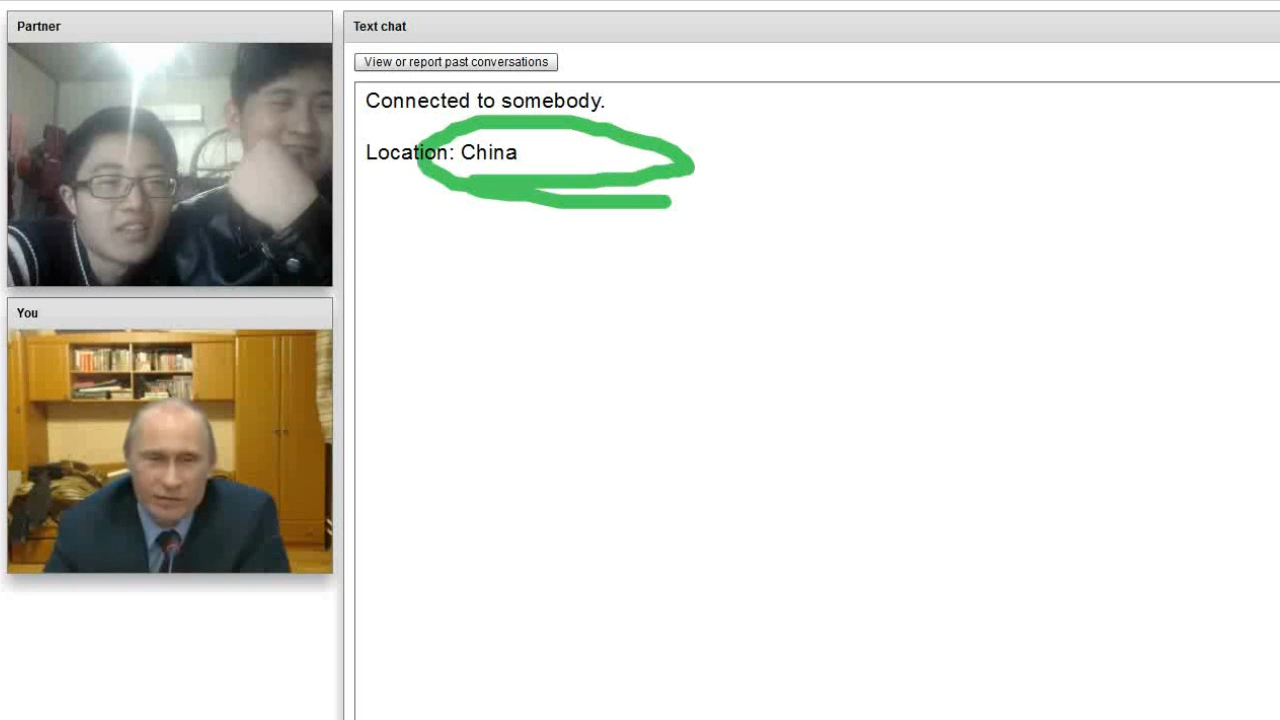 Partner
Text chat
View or report past conversations
Connected to somebody.
Location: China
You